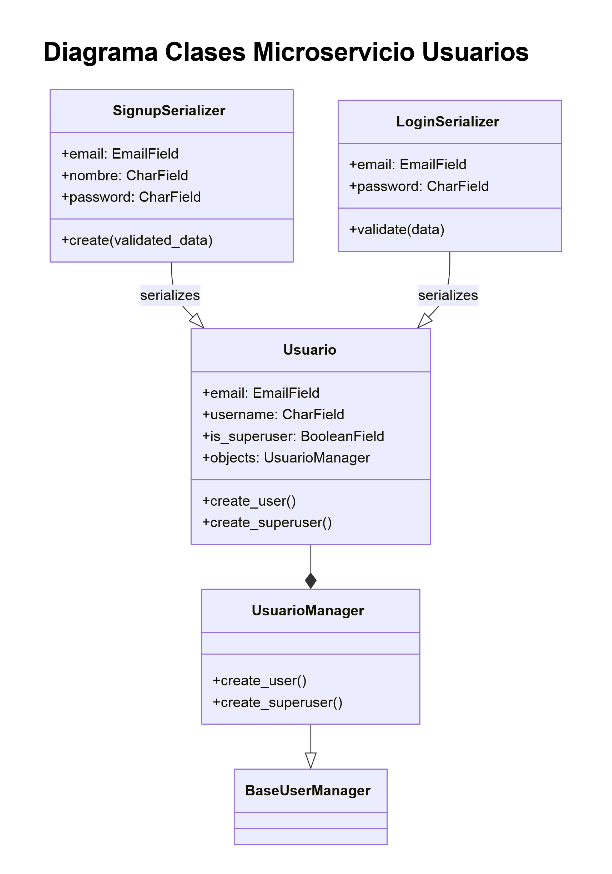 Diagrama Clases Microservicio Usuarios
SignupSerializer
+email: EmailField
+nombre: CharField
+password: CharField
+create(validated_data)
LoginSerializer
+email: EmailField
+password: CharField
+validate(data)
serializes
serializes
Usuario
+email: EmailField
+username: CharField
+is_superuser: BooleanField
+objects: UsuarioManager
+create_user()
+create_superuser()
UsuarioManager
+create_user()
+create_superuser()
BaseUserManager